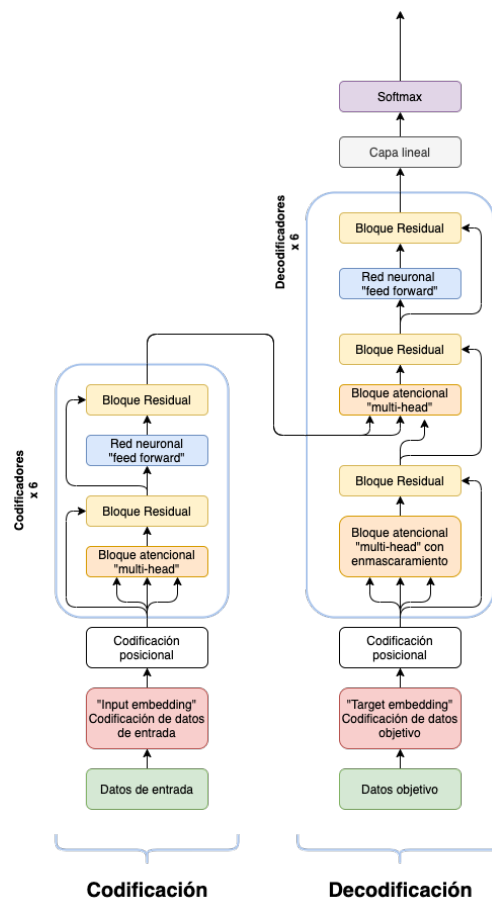 Softmax
Capa lineal
Decodificadores
x 6
Bloque Residual
Red neuronal
"feed forward"
Bloque Residual
Bloque atencional
"multi-head"
Bloque Residual
Bloque atencional
"multi-head" con
enmascaramiento
Codificación
posicional
"Target embedding"
Codificación de datos
objetivo
Datos objetivo
Decodificación
Codificadores
x 6
Bloque Residual
Red neuronal
"feed forward"
Bloque Residual
Bloque atencional
"multi-head"
Codificación
posicional
"Input embedding"
Codificación de datos
de entrada
Datos de entrada
Codificación